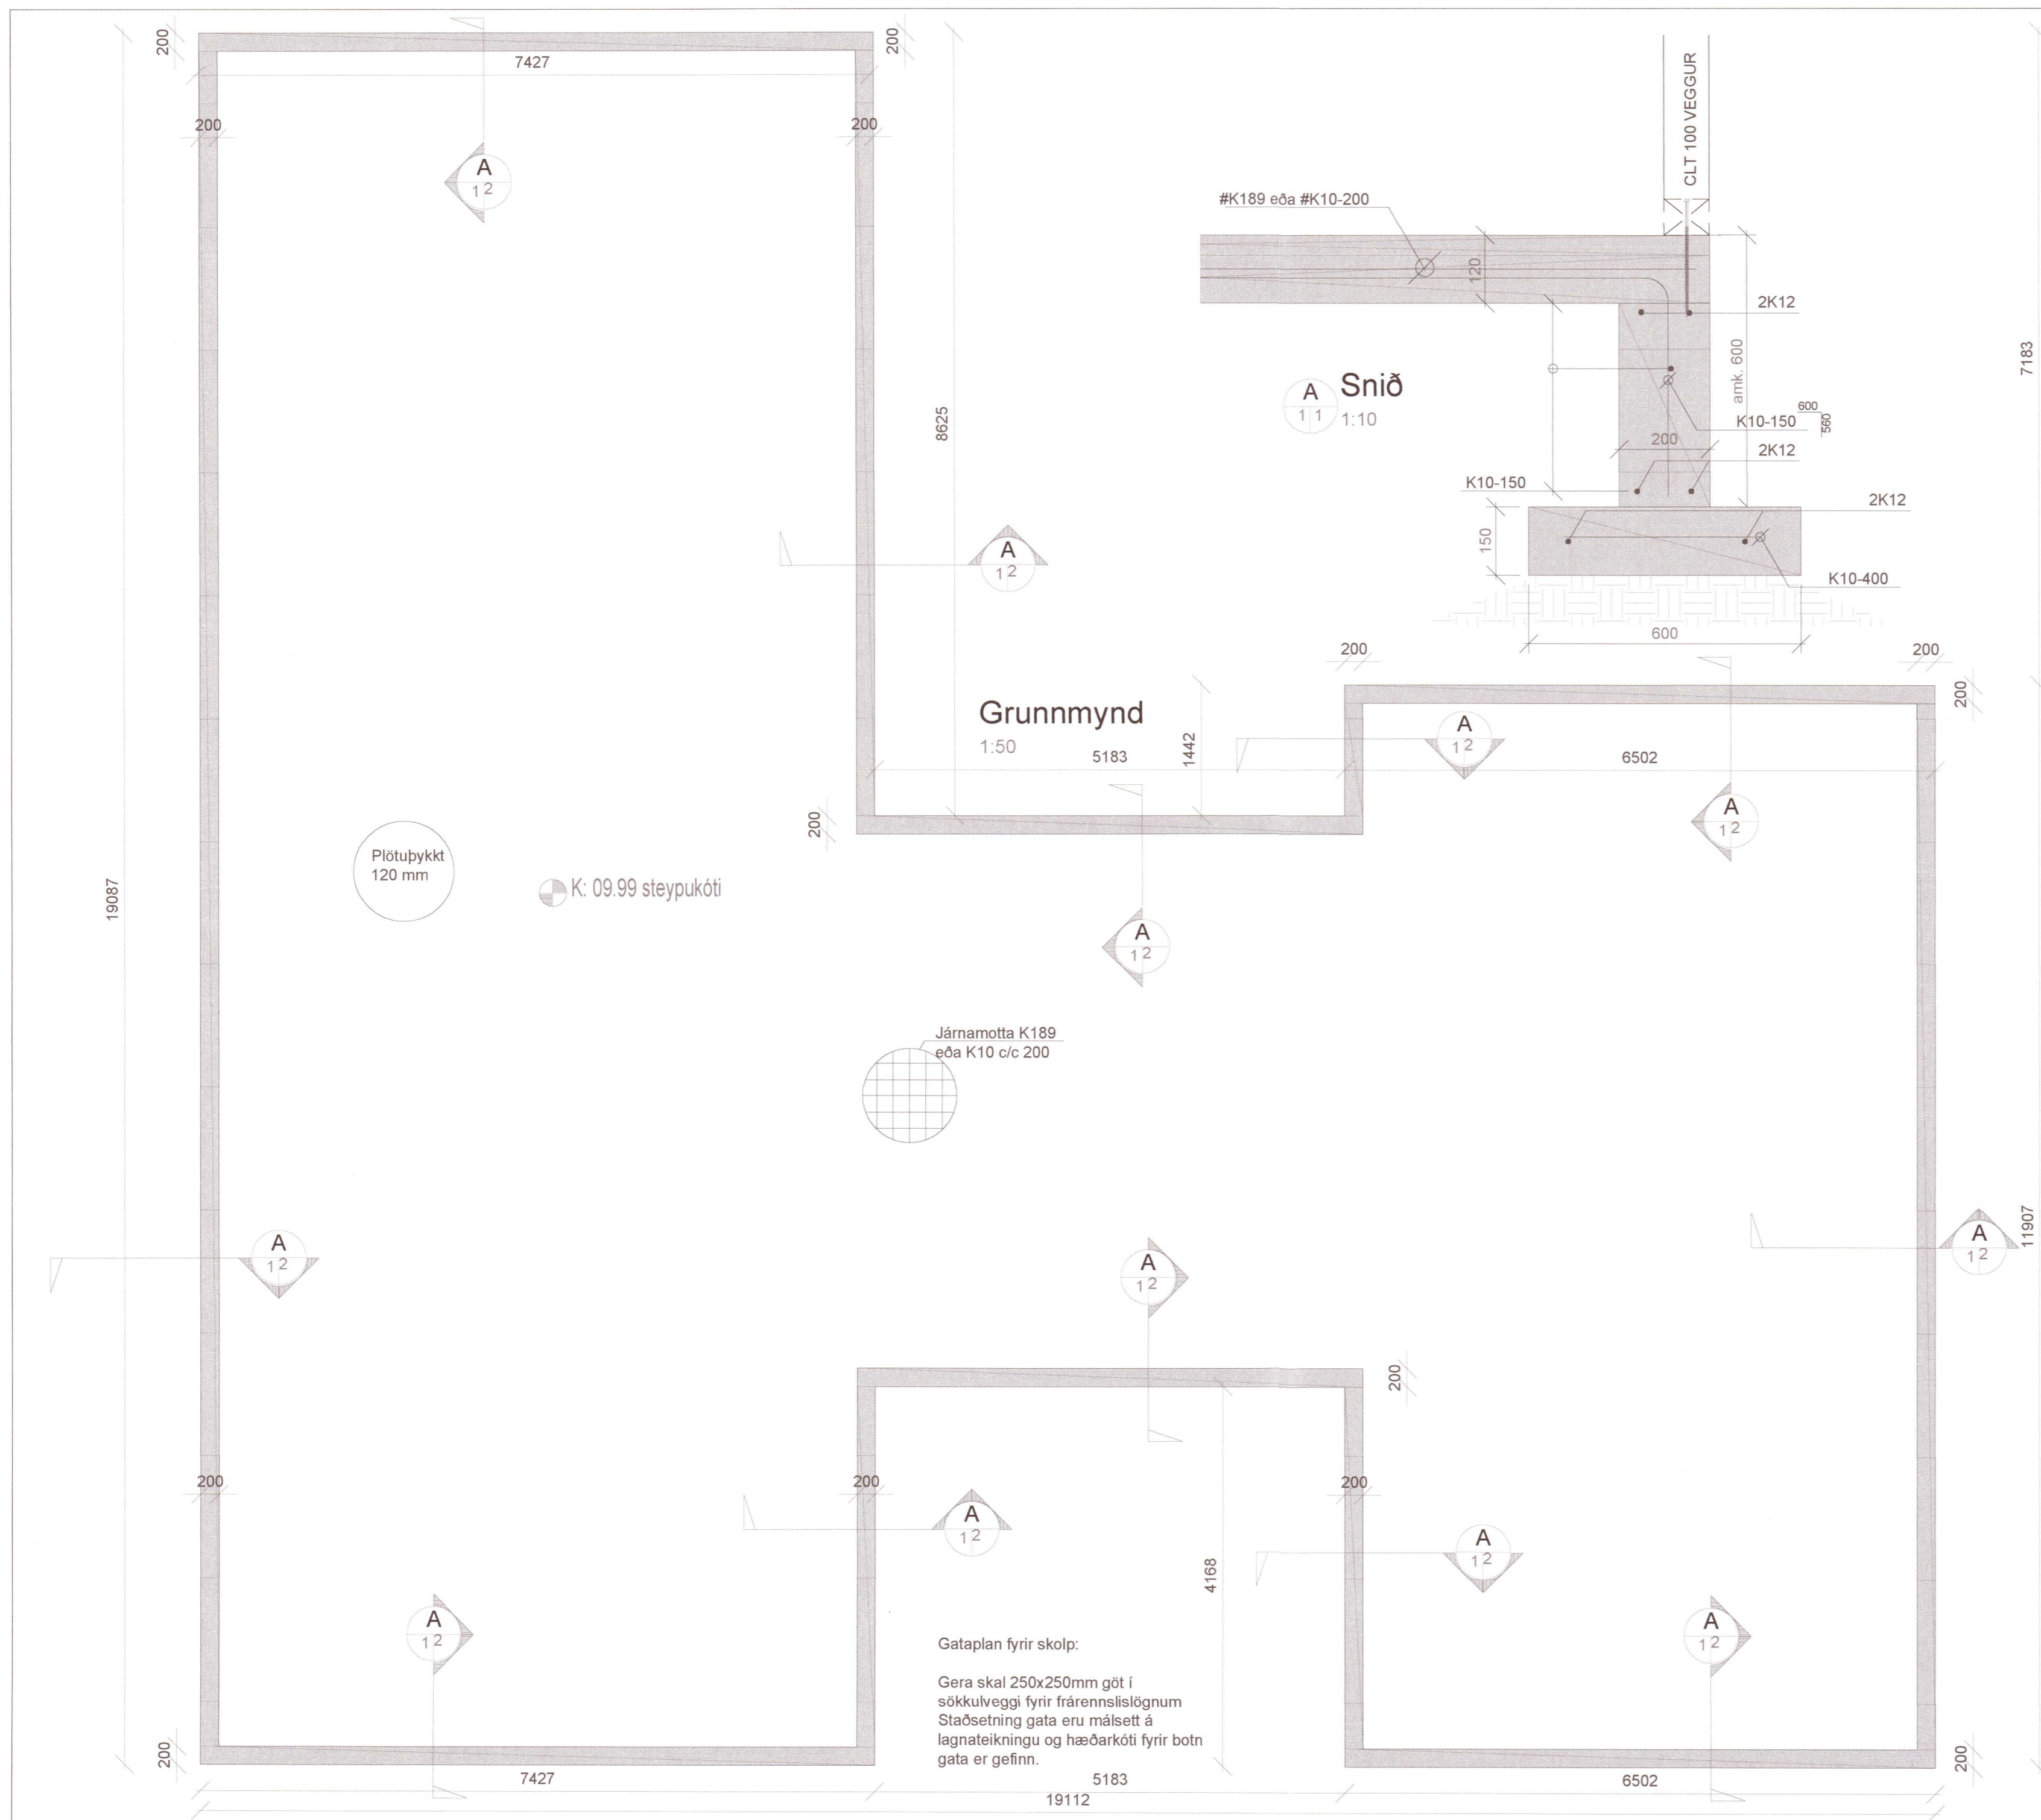 200
7427
200
200
200
A
1 2
8625
19087
CLT 100 VEGGUR
#K189 eða #K10-200
120
2K12
amk. 600
7183
A
1 1
Snið
1:10
K10-150
600
560
200
2K12
K10-150
2K12
150
K10-400
600
A
1 2
200
200
200
Grunnmynd
1:50
5183
1442
A
1 2
6502
A
1 2
200
Plötuþykkt
120 mm
K: 09.99 steypukóti
A
1 2
Járnamotta K189
eða K10 c/c 200
A
1 2
A
1 2
A
1 2
11907
200
200
200
200
A
1 2
A
1 2
4168
A
1 2
A
1 2
Gataplan fyrir skolp:
Gera skal 250x250mm göt í
sökkulveggi fyrir frárennslislögnum
Staðsetning gata eru málsett á
lagnateikningu og hæðarkóti fyrir botn
gata er gefinn.
200
200
7427
5183
6502
19112